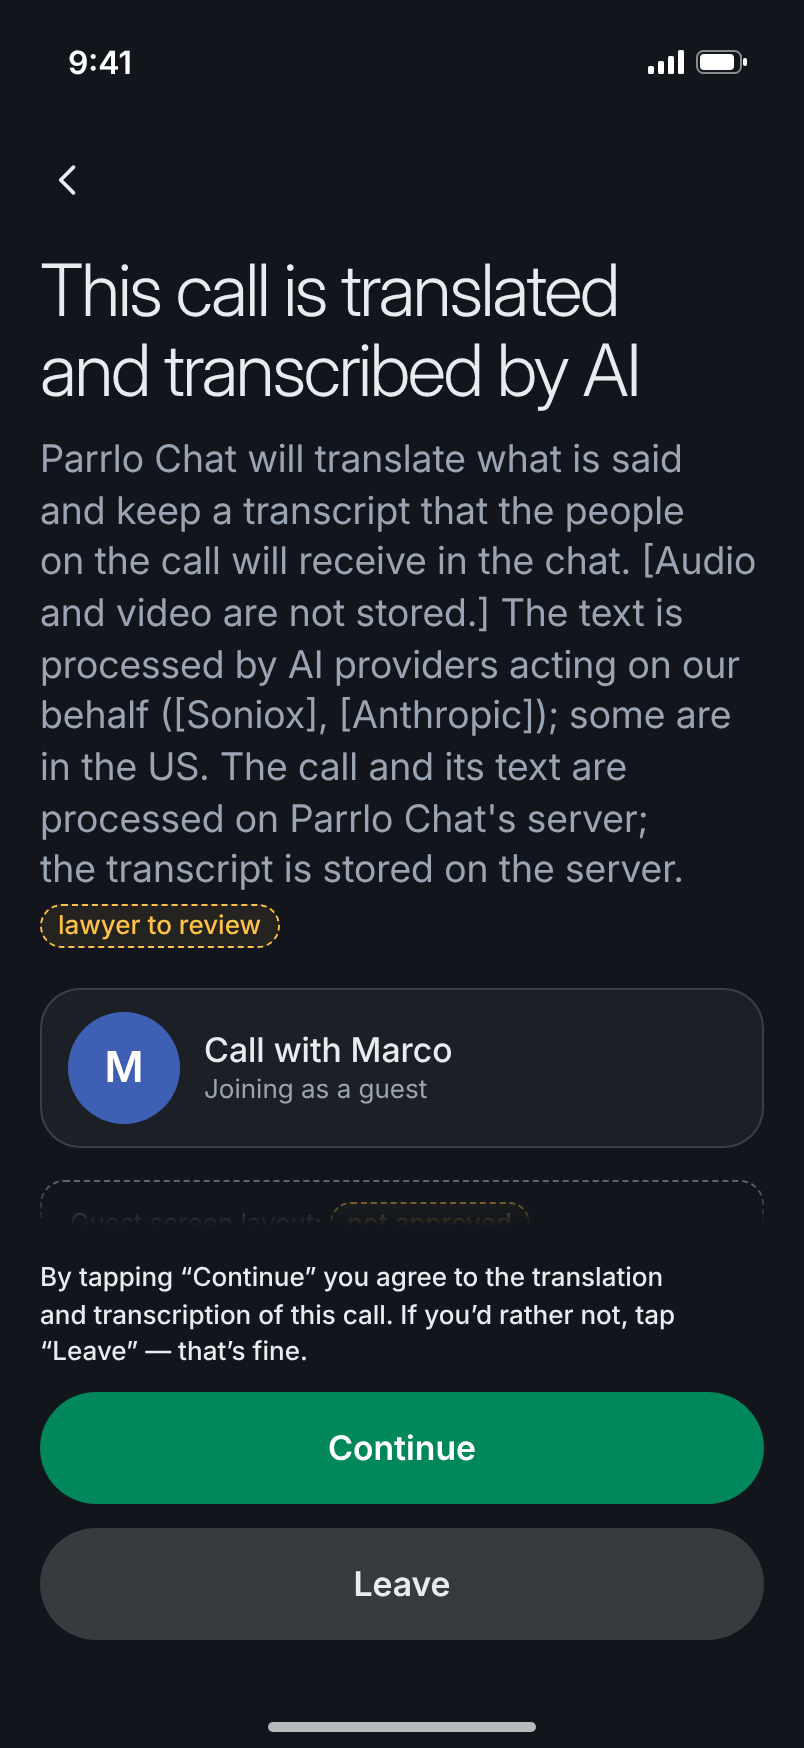 9:41
This call is translated
and transcribed by AI
Parrlo Chat will translate what is said
and keep a transcript that the people
on the call will receive in the chat. [Audio
and video are not stored.] The text is
processed by AI providers acting on our
behalf ([Soniox], [Anthropic]); some are
in the US. The call and its text are
processed on Parrlo Chat's server;
the transcript is stored on the server.
lawyer to review
M
Call with Marco
Joining as a guest
Guest screen layout: not approved
By tapping “Continue” you agree to the translation
and transcription of this call. If you’d rather not, tap
“Leave” — that’s fine.
Continue
Leave